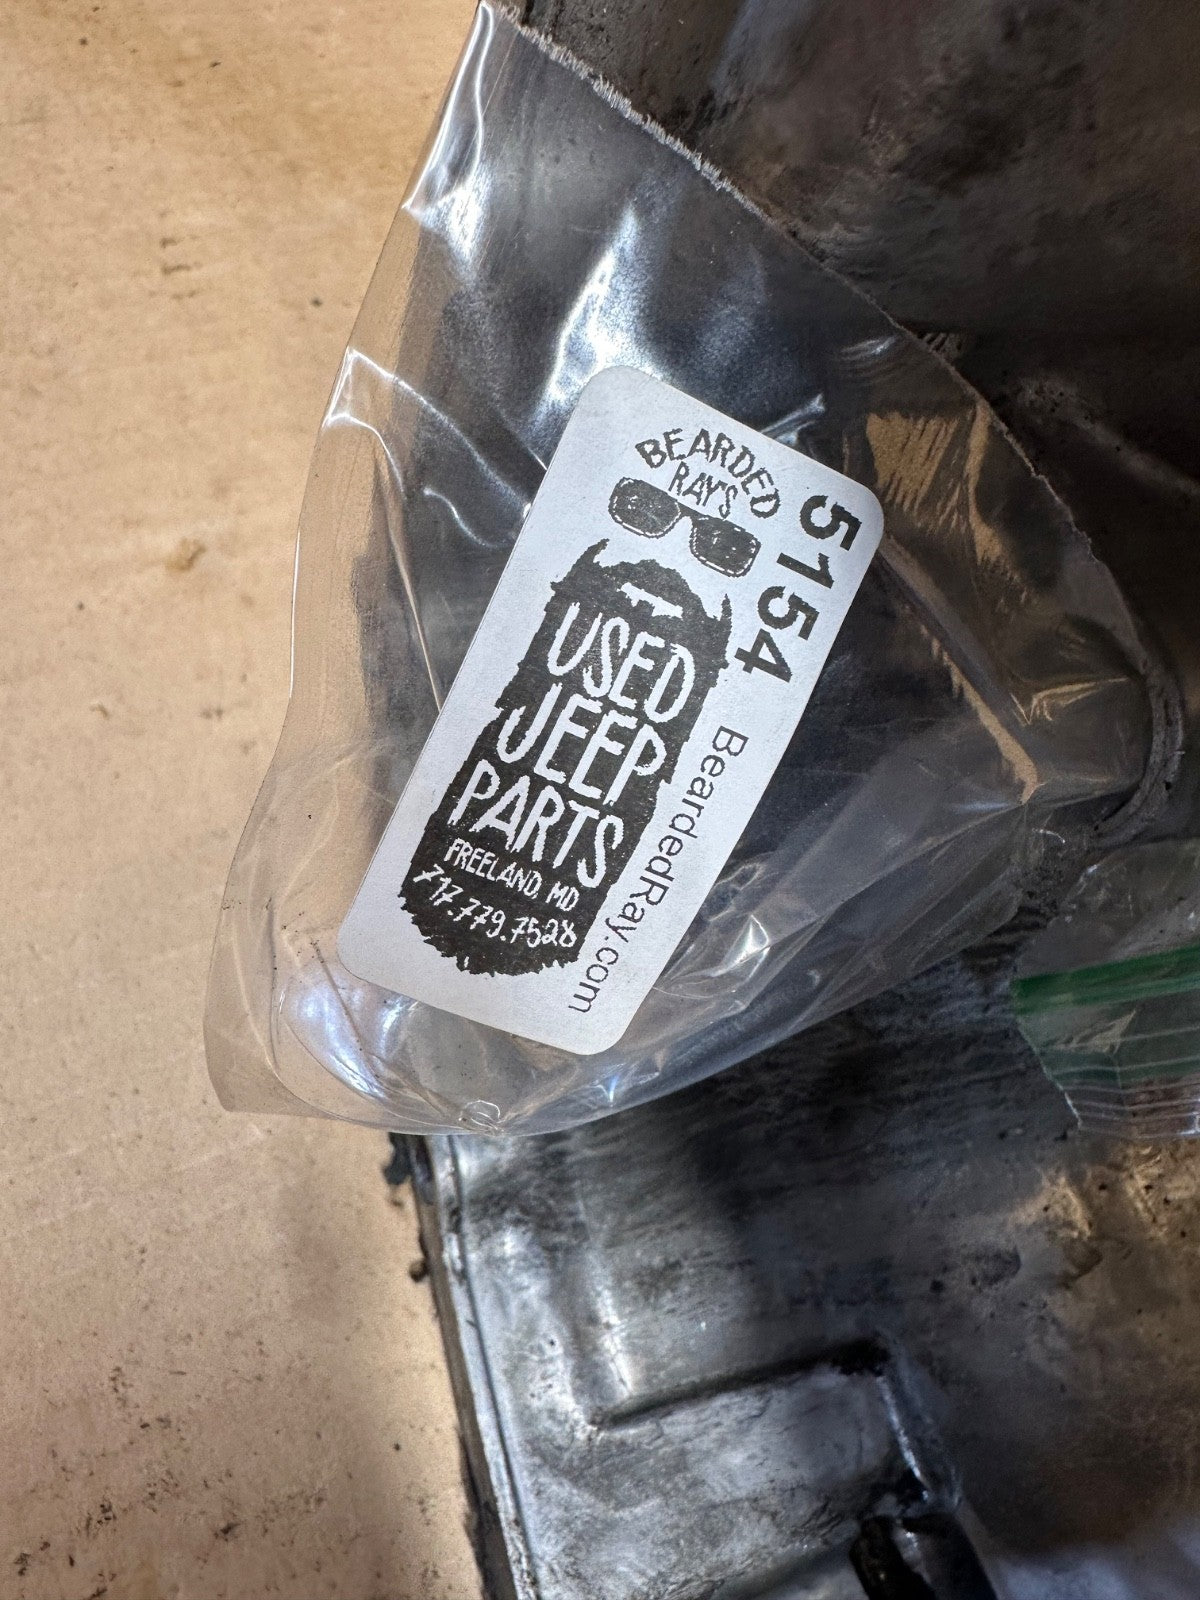 BEARDED
RAY'S
USED
JEEP
PARTS
FREELAND, MD
717.779.7528
5154
BeardedRay.com